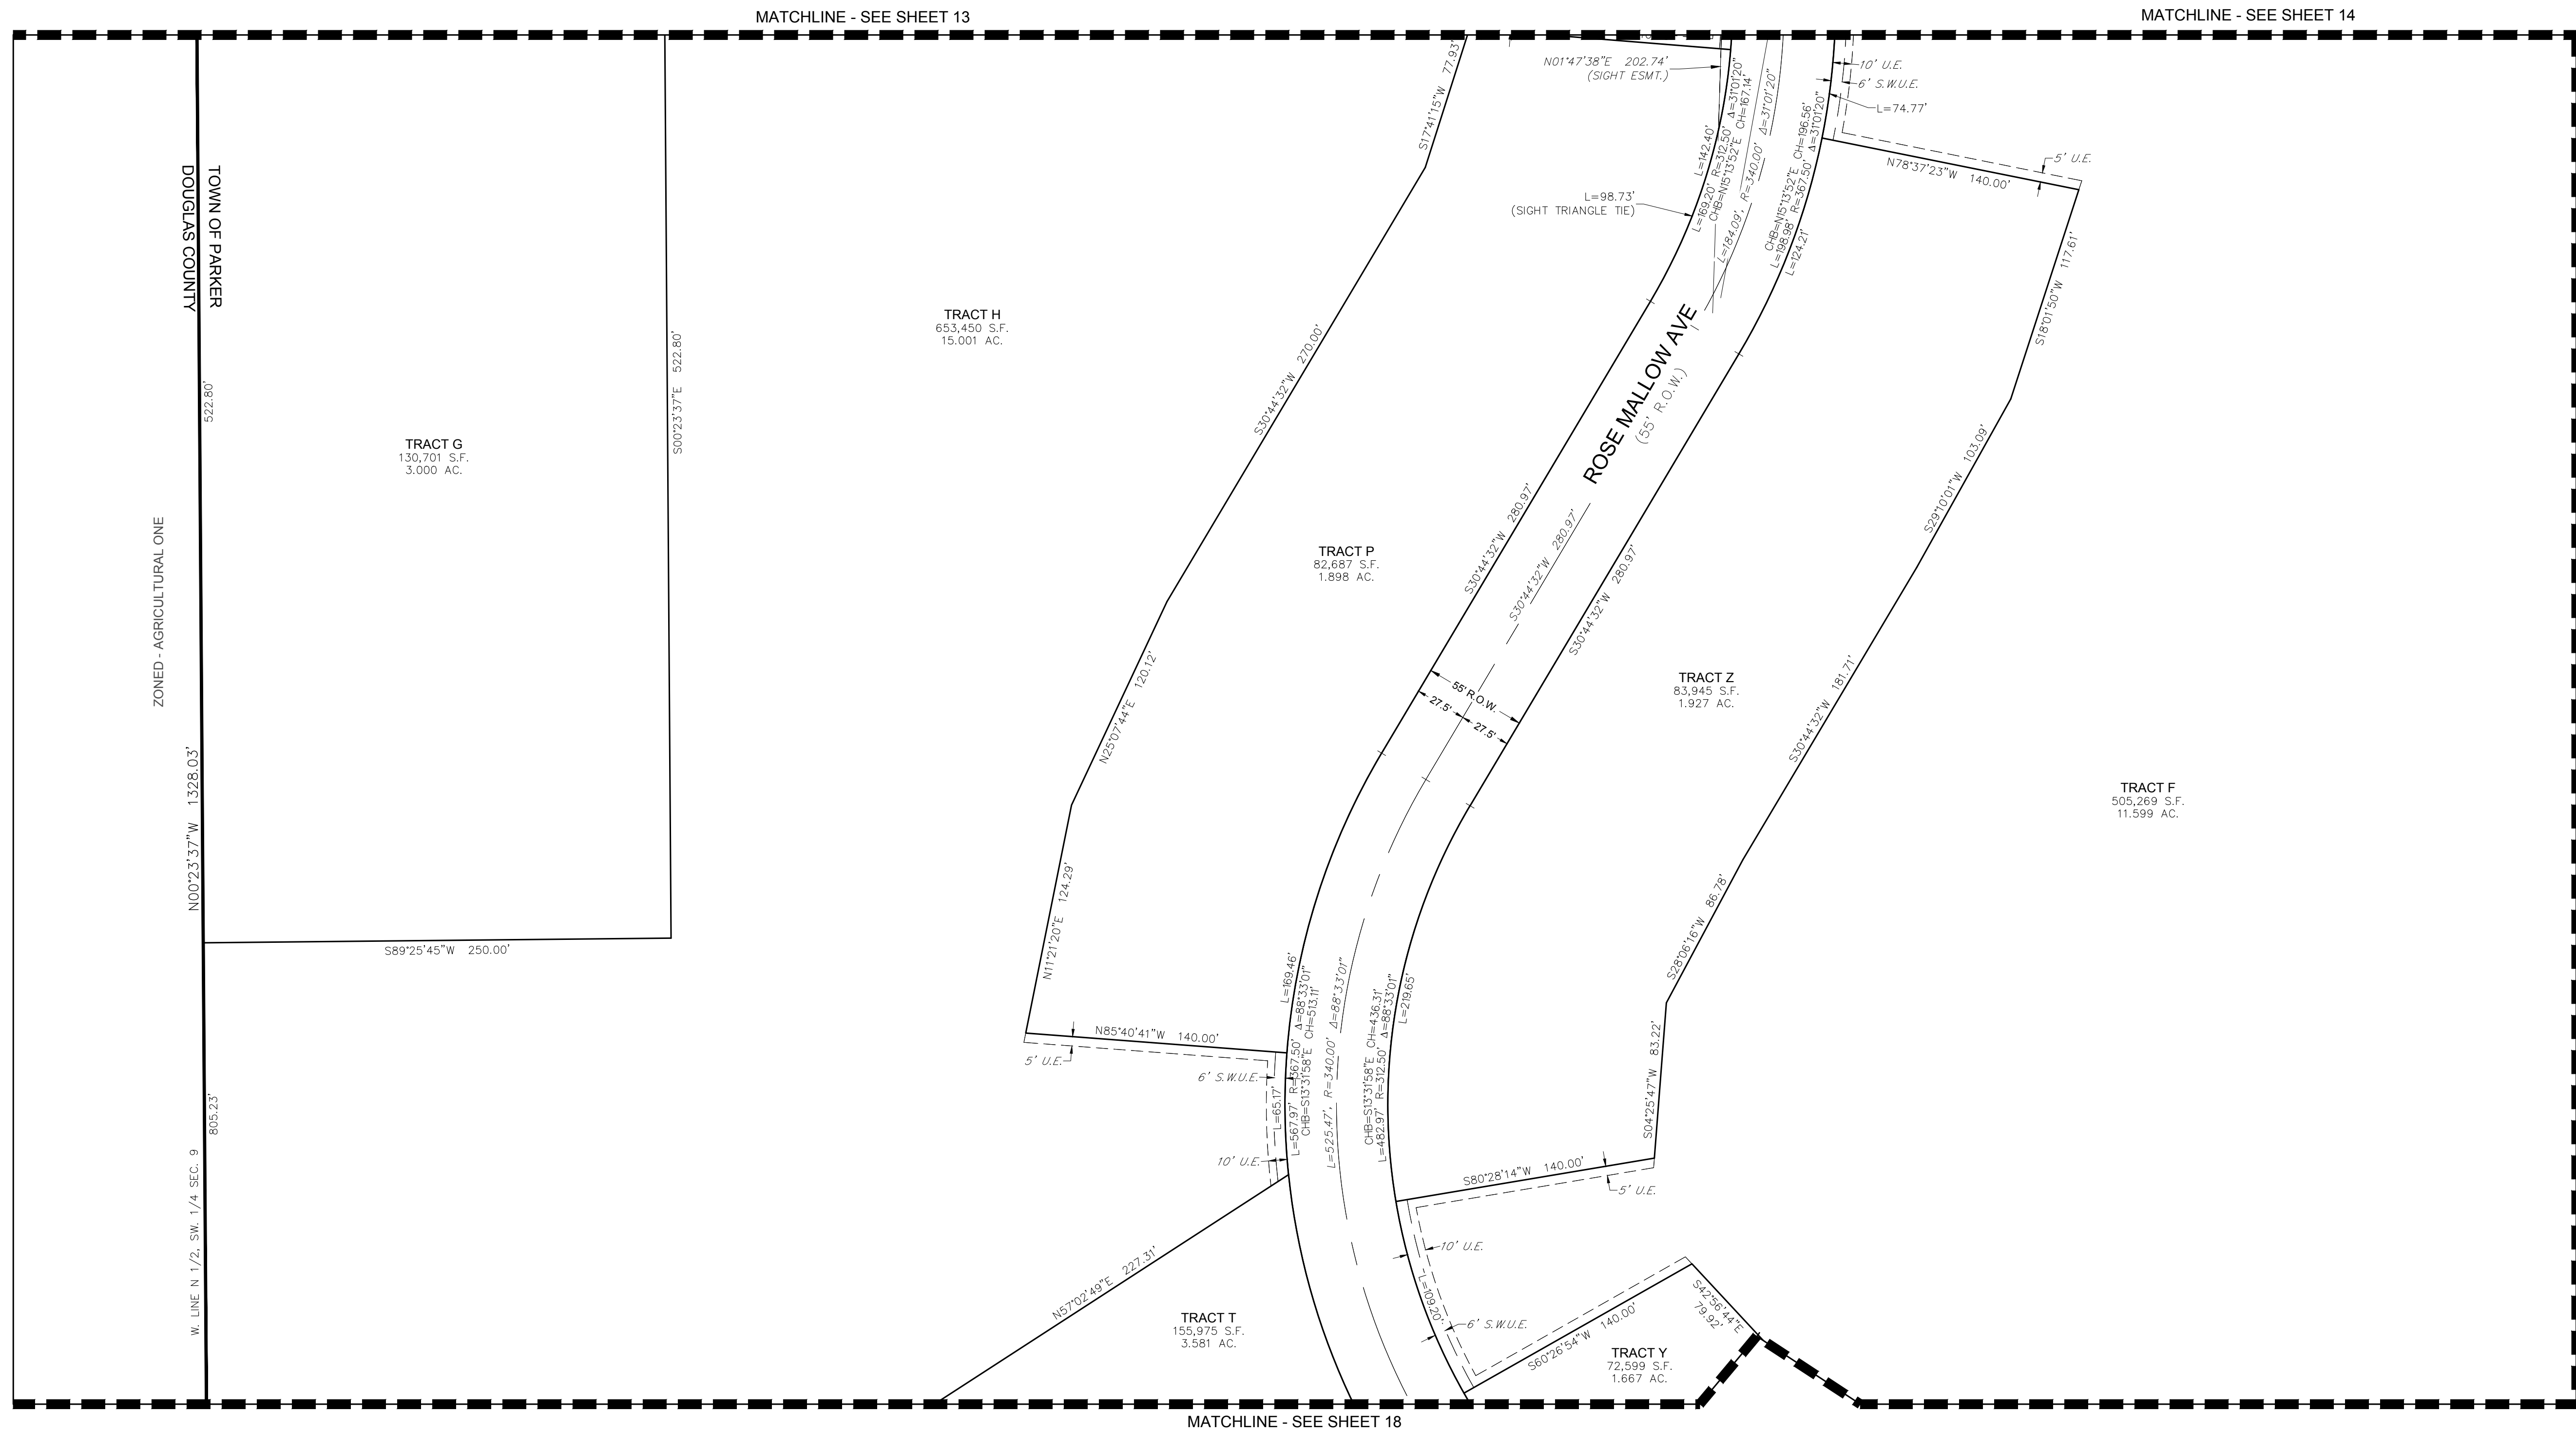 MATCHLINE - SEE SHEET 13
MATCHLINE - SEE SHEET 14
TOWN OF PARKER
DOUGLAS COUNTY
522.80'
ZONED - AGRICULTURAL ONE
N00°23'37"W 1328.03'
805.23'
W. LINE N 1/2, SW. 1/4 SEC. 9
TRACT G
130,701 S.F.
3.000 AC.
S00°23'37"E 522.80'
S89°25'45"W 250.00'
TRACT H
653,450 S.F.
15.001 AC.
S17°41'15"W 77.93'
S30°44'32"W 270.00'
N25°07'44"E 120.12'
N11°21'20"E 124.29'
N85°40'41"W 140.00'
5' U.E.
6' S.W.U.E.
10' U.E.
L=65.17'
N57°02'49"E 227.31'
TRACT P
82,687 S.F.
1.898 AC.
N01°47'38"E 202.74'
(SIGHT ESMT.)
L=98.73'
(SIGHT TRIANGLE TIE)
L=142.40'
L=169.20' R=312.50' Δ=31°01'20"
CHB=N15°13'52"E CH=167.14'
L=184.09', R=340.00' Δ=31°01'20"
CHB=N15°13'52"E CH=196.56'
L=198.98' R=367.50' Δ=31°01'20"
L=124.21'
10' U.E.
6' S.W.U.E.
L=74.77'
5' U.E.
N78°37'23"W 140.00'
S18°01'50"W 117.61'
S29°10'01"W 103.09'
S30°44'32"W 181.71'
S28°06'16"W 86.78'
S04°25'47"W 83.22'
S80°28'14"W 140.00'
5' U.E.
ROSE MALLOW AVE
(55' R.O.W.)
S30°44'32"W 280.97'
S30°44'32"W 280.97'
S30°44'32"W 280.97'
55' R.O.W.
27.5'
27.5'
TRACT Z
83,945 S.F.
1.927 AC.
TRACT F
505,269 S.F.
11.599 AC.
L=169.46'
L=567.97' R=367.50' Δ=88°33'01"
CHB=S13°31'58"E CH=513.11'
L=525.47', R=340.00' Δ=88°33'01"
CHB=S13°31'58"E CH=436.31'
L=482.97' R=312.50' Δ=88°33'01"
L=219.65'
10' U.E.
L=109.20'
6' S.W.U.E.
S60°26'54"W 140.00'
S42°56'44"E
79.92'
TRACT T
155,975 S.F.
3.581 AC.
TRACT Y
72,599 S.F.
1.667 AC.
MATCHLINE - SEE SHEET 18